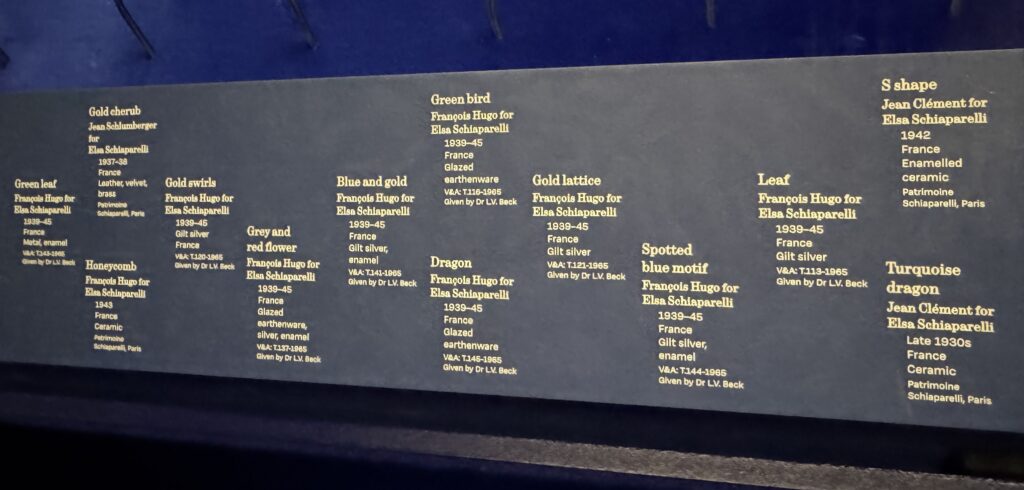 Green leaf
François Hugo for
Elsa Schiaparelli
1939–45
France
Metal, enamel
V&A: T.143-1965
Given by Dr L.V. Beck
Gold cherub
Jean Schlumberger
for
Elsa Schiaparelli
1937–38
France
Leather, velvet,
brass
Patrimoine
Schiaparelli, Paris
Honeycomb
François Hugo for
Elsa Schiaparelli
1943
France
Ceramic
Patrimoine
Schiaparelli, Paris
Gold swirls
François Hugo for
Elsa Schiaparelli
1939–45
Gilt silver
France
V&A: T.120-1965
Given by Dr L.V. Beck
Grey and
red flower
François Hugo for
Elsa Schiaparelli
1939–45
France
Glazed
earthenware,
silver, enamel
V&A: T.137-1965
Given by Dr L.V. Beck
Blue and gold
François Hugo for
Elsa Schiaparelli
1939–45
France
Gilt silver,
enamel
V&A: T.141-1965
Given by Dr L.V. Beck
Green bird
François Hugo for
Elsa Schiaparelli
1939–45
France
Glazed
earthenware
V&A: T.116-1965
Given by Dr L.V. Beck
Dragon
François Hugo for
Elsa Schiaparelli
1939–45
France
Glazed
earthenware
V&A: T.145-1965
Given by Dr L.V. Beck
Gold lattice
François Hugo for
Elsa Schiaparelli
1939–45
France
Gilt silver
V&A: T.121-1965
Given by Dr L.V. Beck
Spotted
blue motif
François Hugo for
Elsa Schiaparelli
1939–45
France
Gilt silver,
enamel
V&A: T.144-1965
Given by Dr L.V. Beck
Leaf
François Hugo for
Elsa Schiaparelli
1939–45
France
Gilt silver
V&A: T.113-1965
Given by Dr L.V. Beck
S shape
Jean Clément for
Elsa Schiaparelli
1942
France
Enamelled
ceramic
Patrimoine
Schiaparelli, Paris
Turquoise
dragon
Jean Clément for
Elsa Schiaparelli
Late 1930s
France
Ceramic
Patrimoine
Schiaparelli, Paris